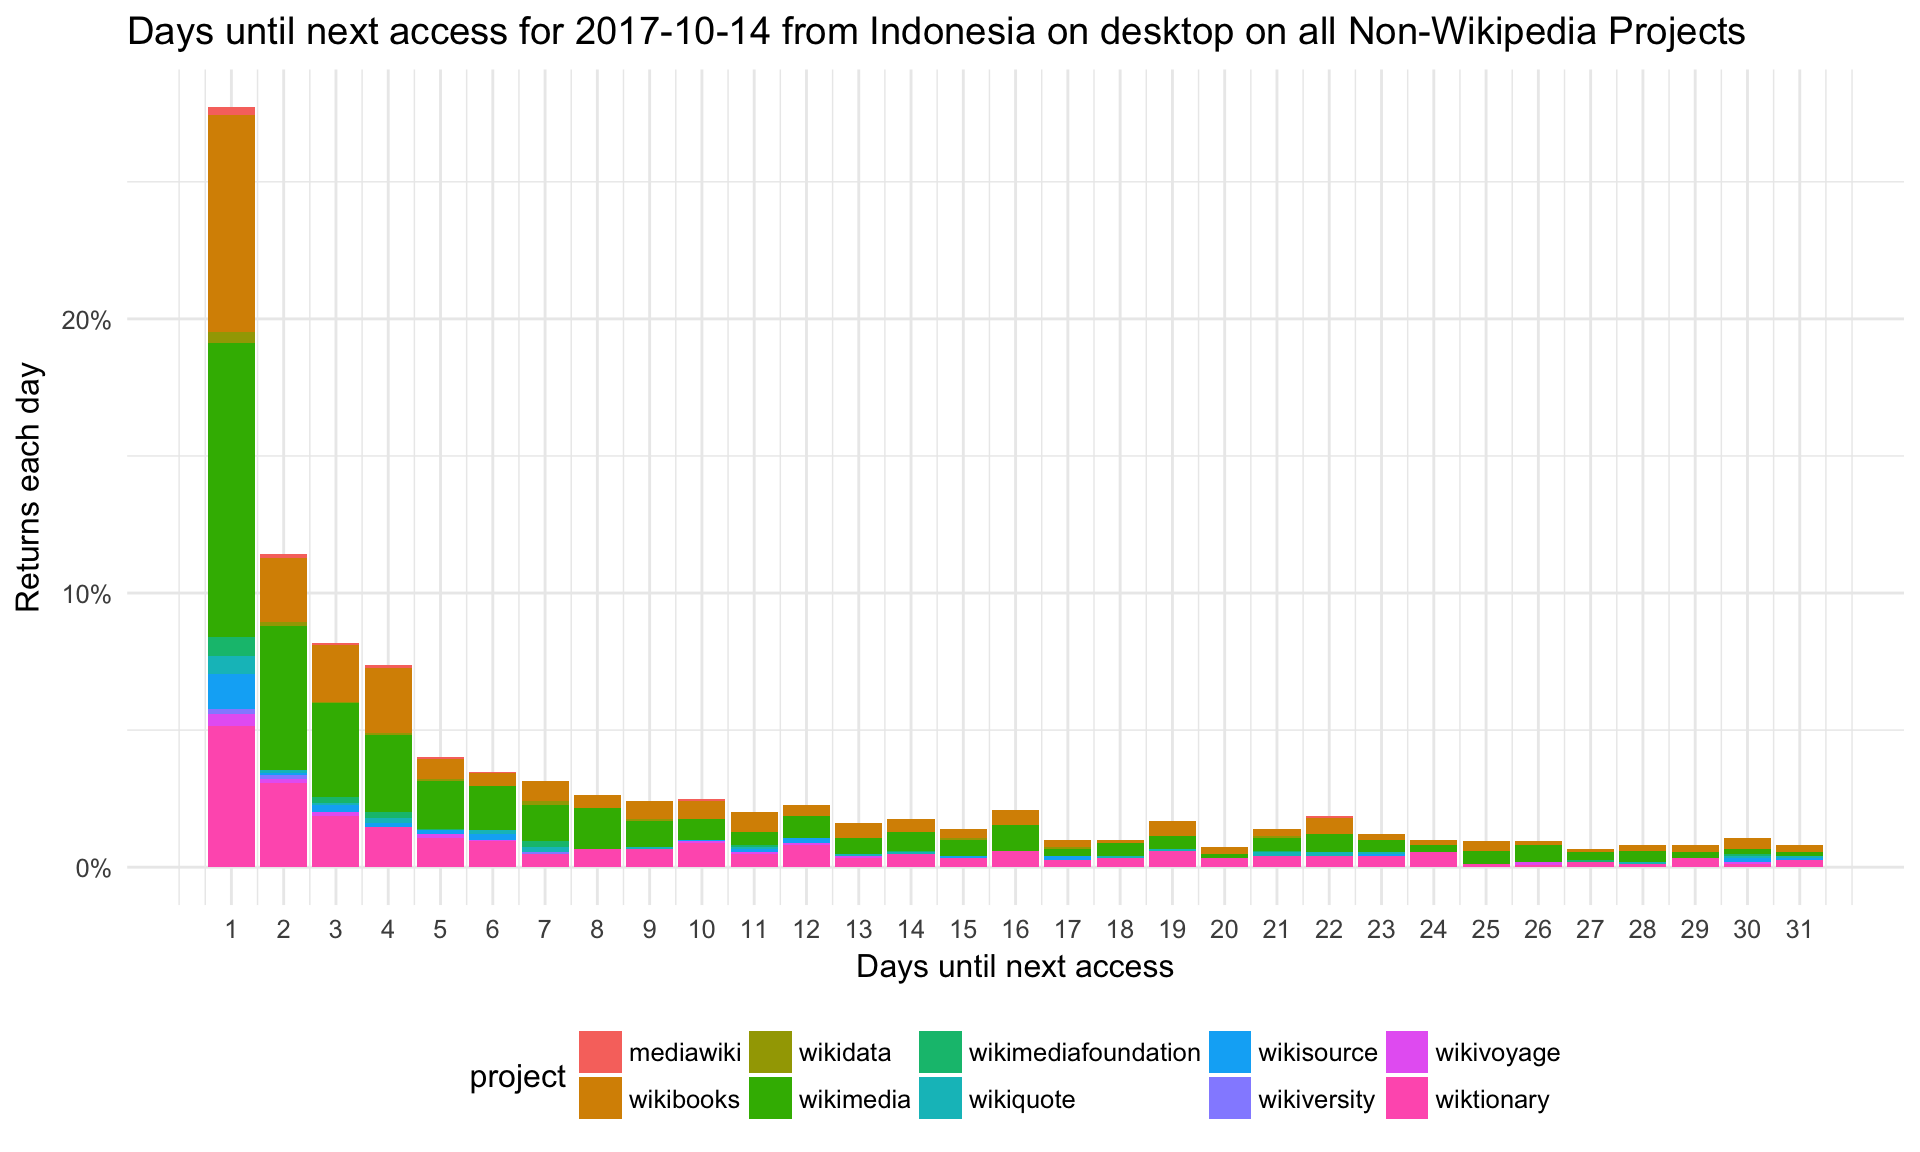 Days until next access for 2017-10-14 from Indonesia on desktop on all Non-Wikipedia Projects
Returns each day
20%
10%
0%
1 2 3 4 5 6 7 8 9 10 11 12 13 14 15 16 17 18 19 20 21 22 23 24 25 26 27 28 29 30 31
Days until next access
project
mediawiki wikidata wikimediafoundation wikisource wikivoyage
wikibooks wikimedia wikiquote wikiversity wiktionary